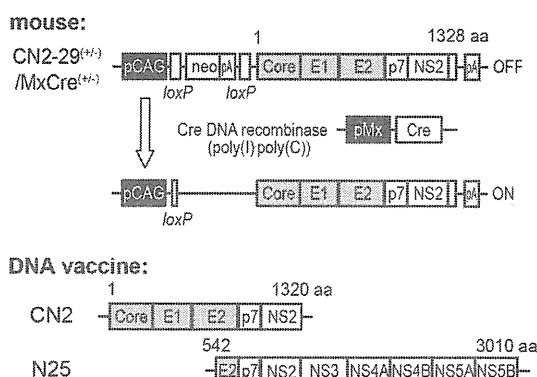 mouse:
1 1328 aa
CN2-29(+/-)
/MxCre(+/-)
pCAG neo pA Core E1 E2 p7 NS2 pA OFF
loxP loxP
Cre DNA recombinase pMx Cre
(poly(I) poly(C))
pCAG Core E1 E2 p7 NS2 pA ON
loxP
DNA vaccine:
1 1320 aa
CN2 Core E1 E2 p7 NS2
542 3010 aa
N25 E2 p7 NS2 NS3 NS4A NS4B NS5A NS5B